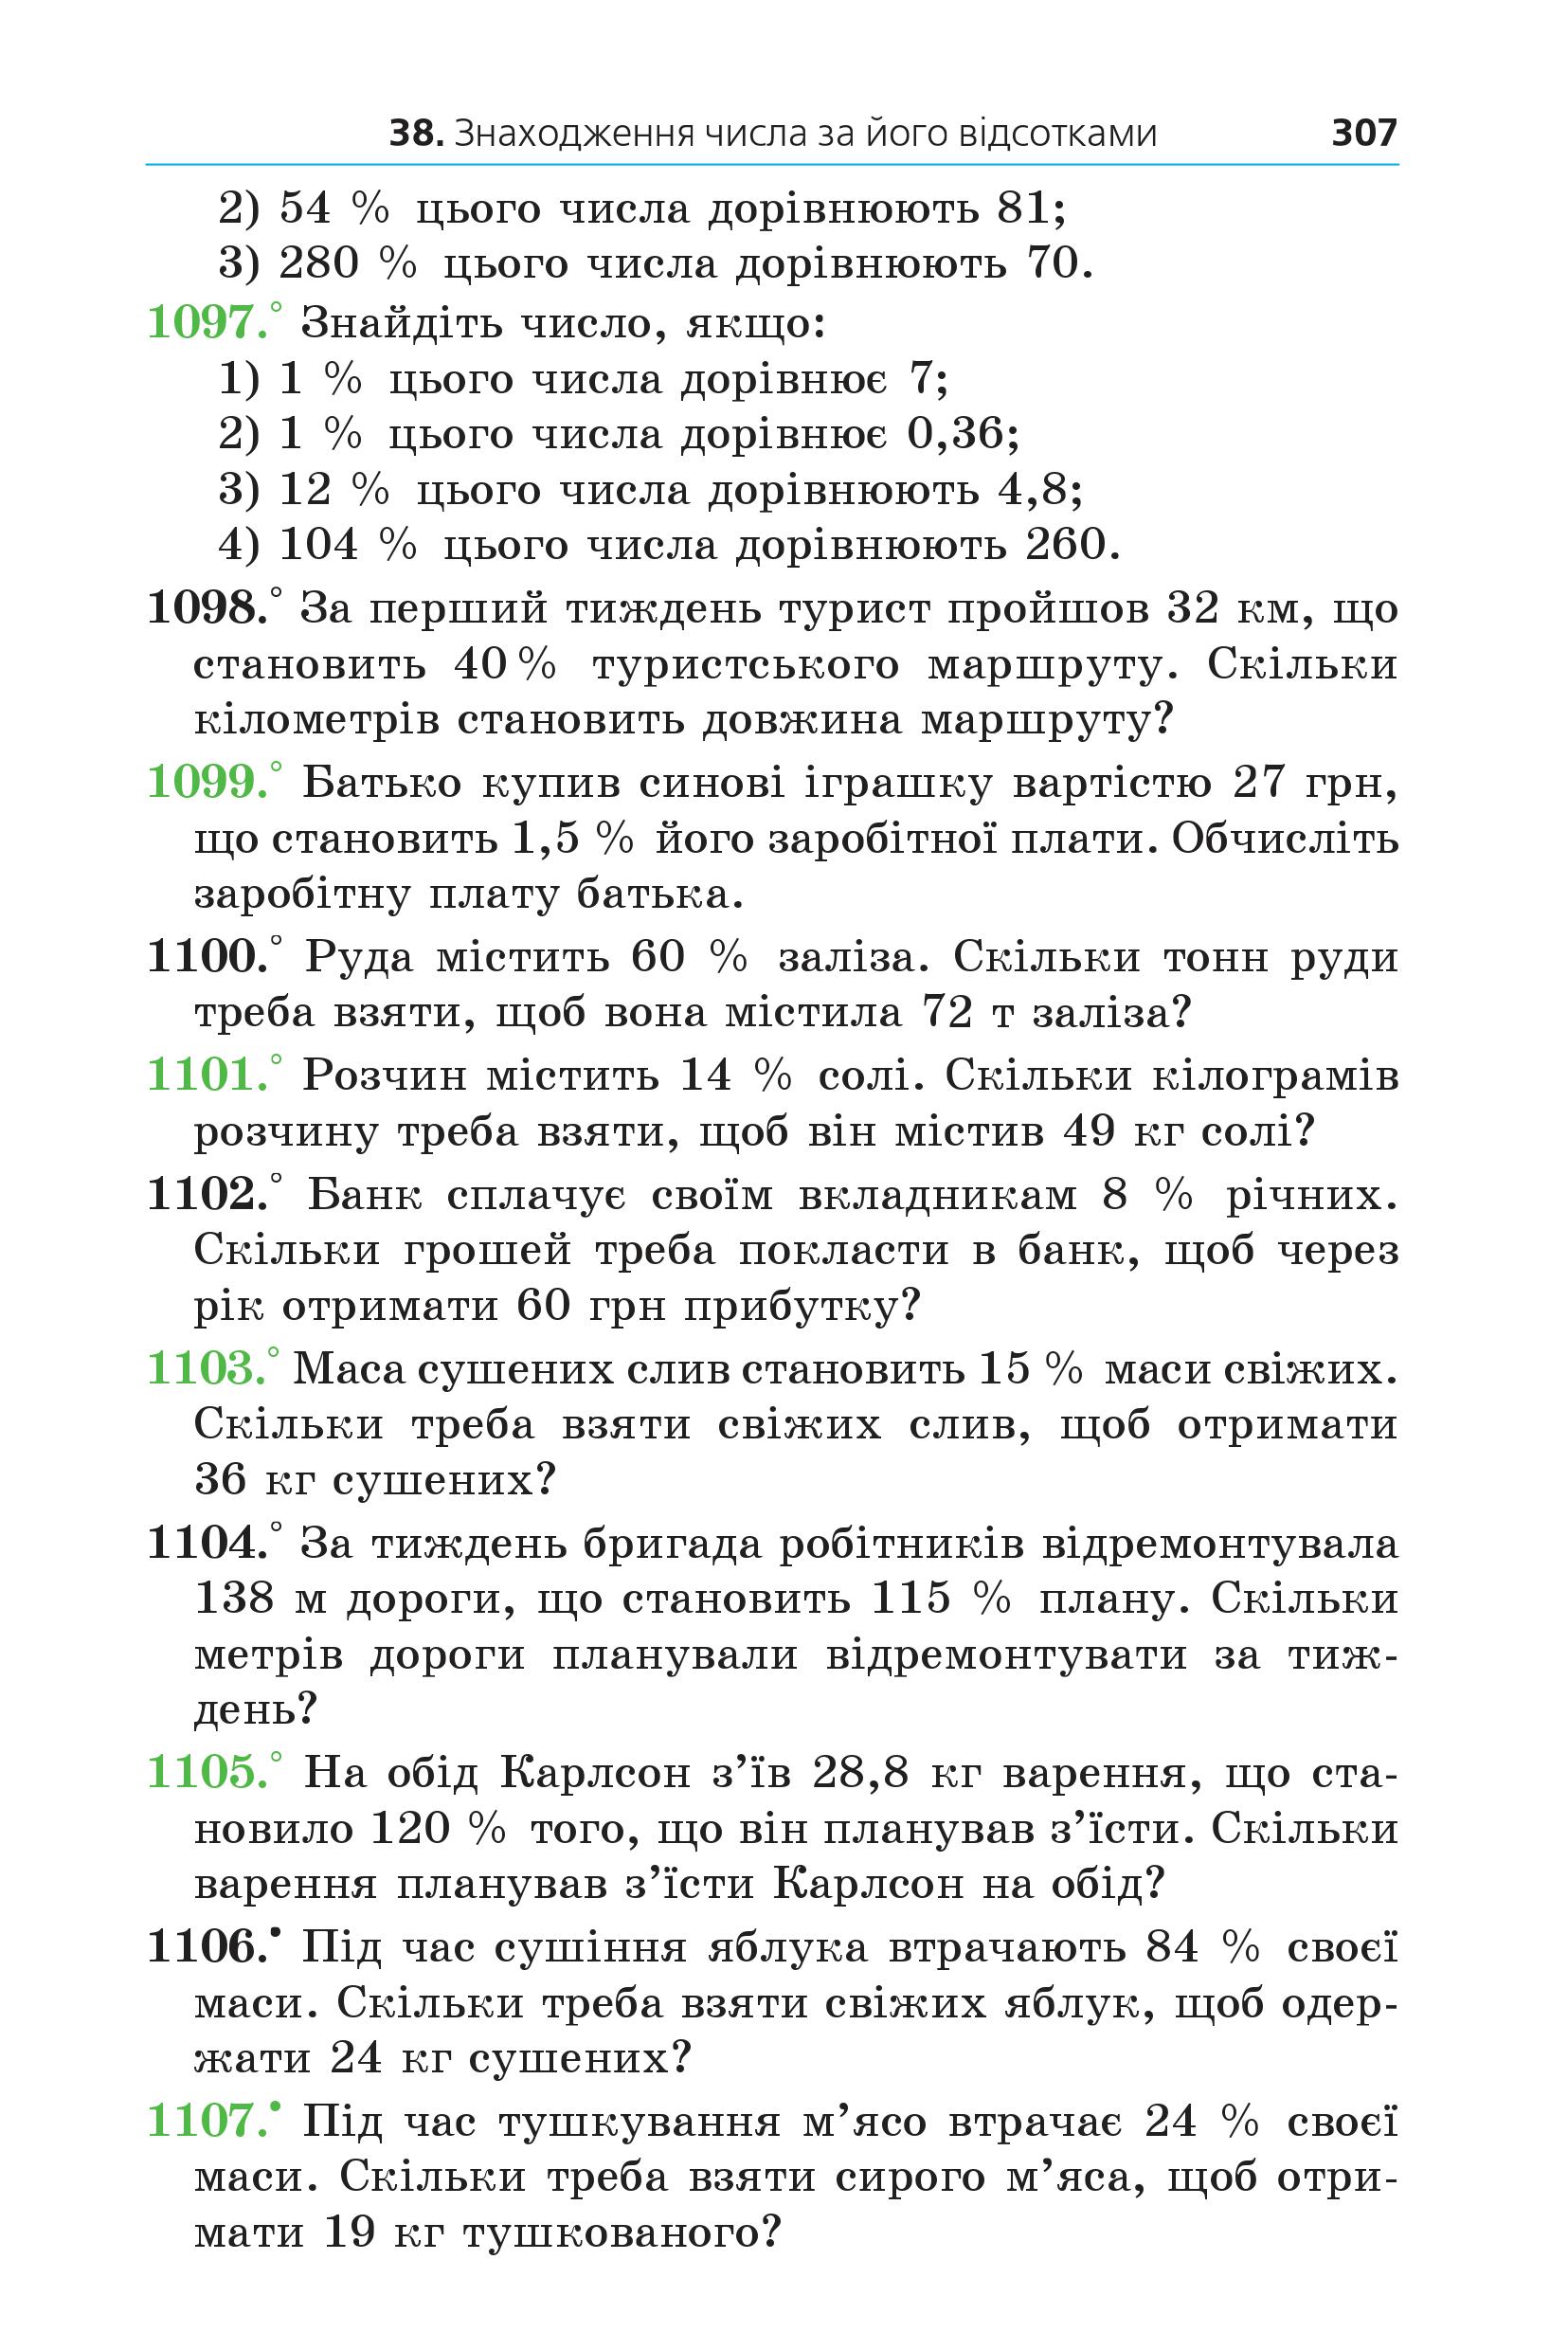 38. Знаходження числа за його відсотками 307
2) 54 % цього числа дорівнюють 81;
3) 280 % цього числа дорівнюють 70.
1097.° Знайдіть число, якщо:
1) 1 % цього числа дорівнює 7;
2) 1 % цього числа дорівнює 0,36;
3) 12 % цього числа дорівнюють 4,8;
4) 104 % цього числа дорівнюють 260.
1098.° За перший тиждень турист пройшов 32 км, що
становить 40 % туристського маршруту. Скільки
кілометрів становить довжина маршруту?
1099.° Батько купив синові іграшку вартістю 27 грн,
що становить 1,5 % його заробітної плати. Обчисліть
заробітну плату батька.
1100.° Руда містить 60 % заліза. Скільки тонн руди
треба взяти, щоб вона містила 72 т заліза?
1101.° Розчин містить 14 % солі. Скільки кілограмів
розчину треба взяти, щоб він містив 49 кг солі?
1102.° Банк сплачує своїм вкладникам 8 % річних.
Скільки грошей треба покласти в банк, щоб через
рік отримати 60 грн прибутку?
1103.° Маса сушених слив становить 15 % маси свіжих.
Скільки треба взяти свіжих слив, щоб отримати
36 кг сушених?
1104.° За тиждень бригада робітників відремонтувала
138 м дороги, що становить 115 % плану. Скільки
метрів дороги планували відремонтувати за тиж-
день?
1105.° На обід Карлсон з’їв 28,8 кг варення, що ста-
новило 120 % того, що він планував з’їсти. Скільки
варення планував з’їсти Карлсон на обід?
1106.• Під час сушіння яблука втрачають 84 % своєї
маси. Скільки треба взяти свіжих яблук, щоб одер-
жати 24 кг сушених?
1107.• Під час тушкування м’ясо втрачає 24 % своєї
маси. Скільки треба взяти сирого м’яса, щоб отри-
мати 19 кг тушкованого?